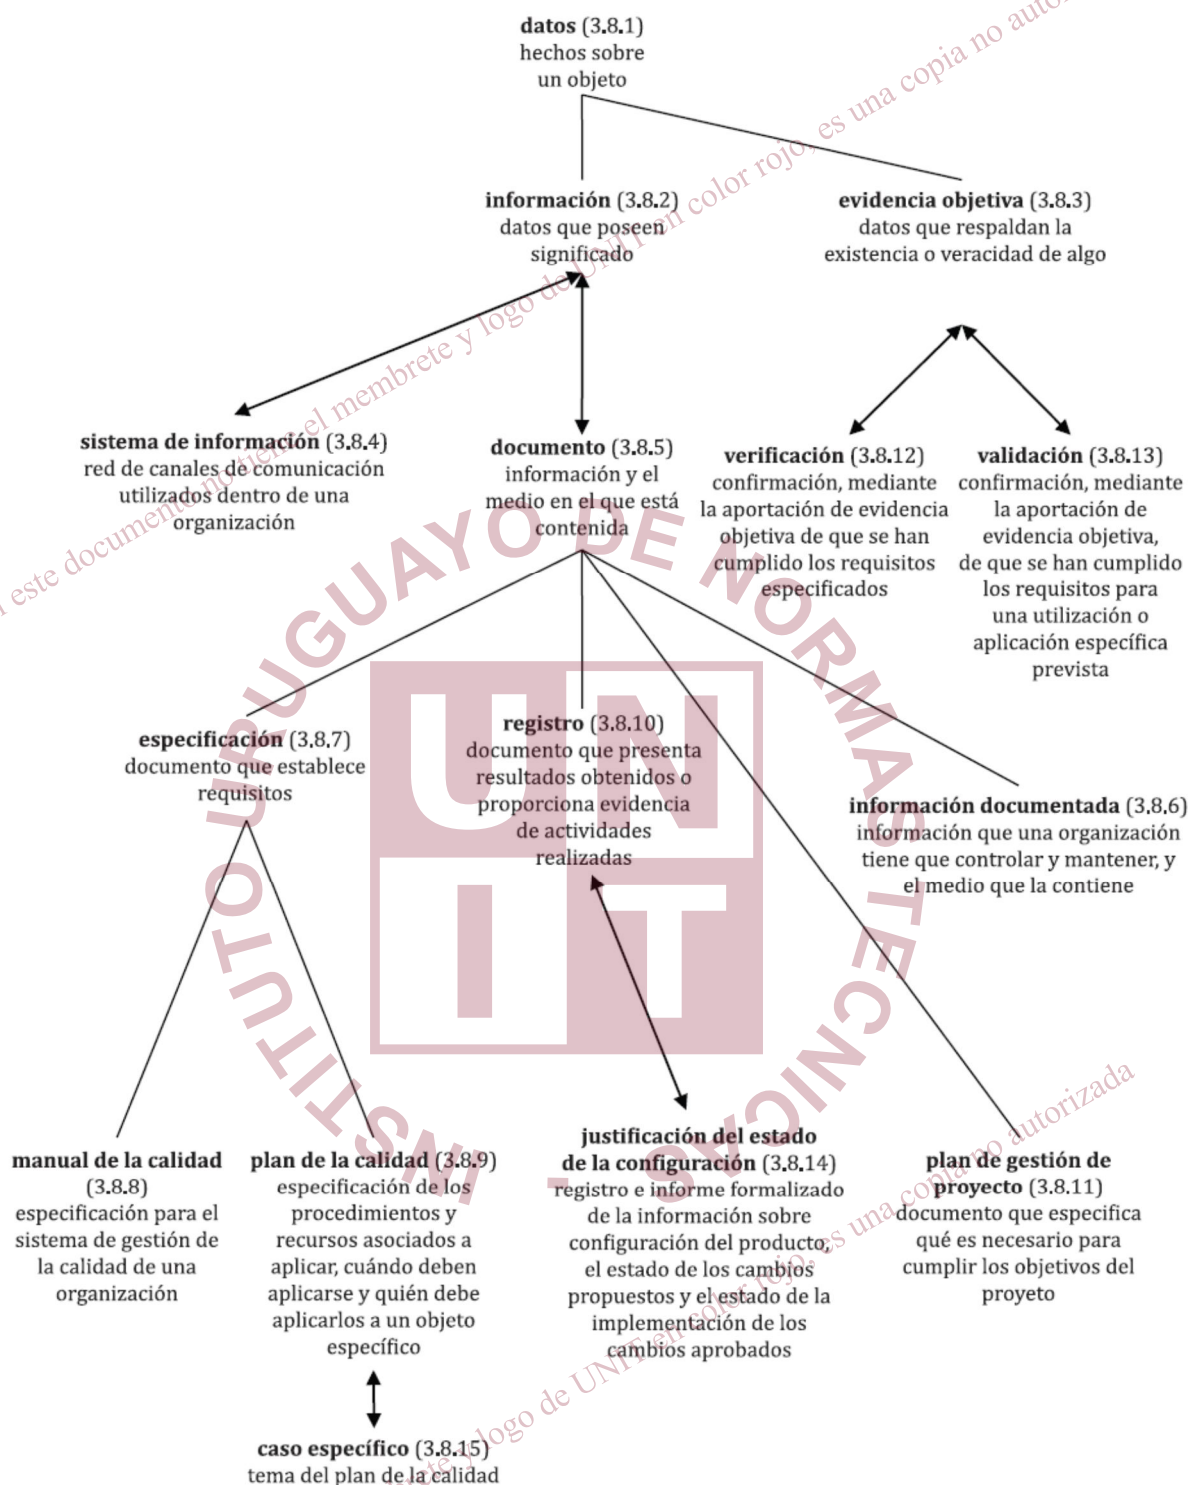 datos (3.8.1)
hechos sobre
un objeto
información (3.8.2)
datos que poseen
significado
evidencia objetiva (3.8.3)
datos que respaldan la
existencia o veracidad de algo
sistema de información (3.8.4)
red de canales de comunicación
utilizados dentro de una
organización
documento (3.8.5)
información y el
medio en el que está
contenida
verificación (3.8.12)
confirmación, mediante
la aportación de evidencia
objetiva de que se han
cumplido los requisitos
especificados
validación (3.8.13)
confirmación, mediante
la aportación de
evidencia objetiva,
de que se han cumplido
los requisitos para
una utilización o
aplicación específica
prevista
especificación (3.8.7)
documento que establece
requisitos
registro (3.8.10)
documento que presenta
resultados obtenidos o
proporciona evidencia
de actividades
realizadas
información documentada (3.8.6)
información que una organización
tiene que controlar y mantener, y
el medio que la contiene
manual de la calidad
(3.8.8)
especificación para el
sistema de gestión de
la calidad de una
organización
plan de la calidad (3.8.9)
especificación de los
procedimientos y
recursos asociados a
aplicar, cuándo deben
aplicarse y quién debe
aplicarlos a un objeto
específico
justificación del estado
de la configuración (3.8.14)
registro e informe formalizado
de la información sobre
configuración del producto,
el estado de los cambios
propuestos y el estado de la
implementación de los
cambios aprobados
plan de gestión de
proyecto (3.8.11)
documento que especifica
qué es necesario para
cumplir los objetivos del
proyeto
caso específico (3.8.15)
tema del plan de la calidad
INSTITUTO URUGUAYO DE NORMAS TECNICAS -
UN
IT
este documento no tiene el membrete y logo de UNIT en color rojo, es una copia no
y logo de UNIT en color rojo, es una copia no autorizada